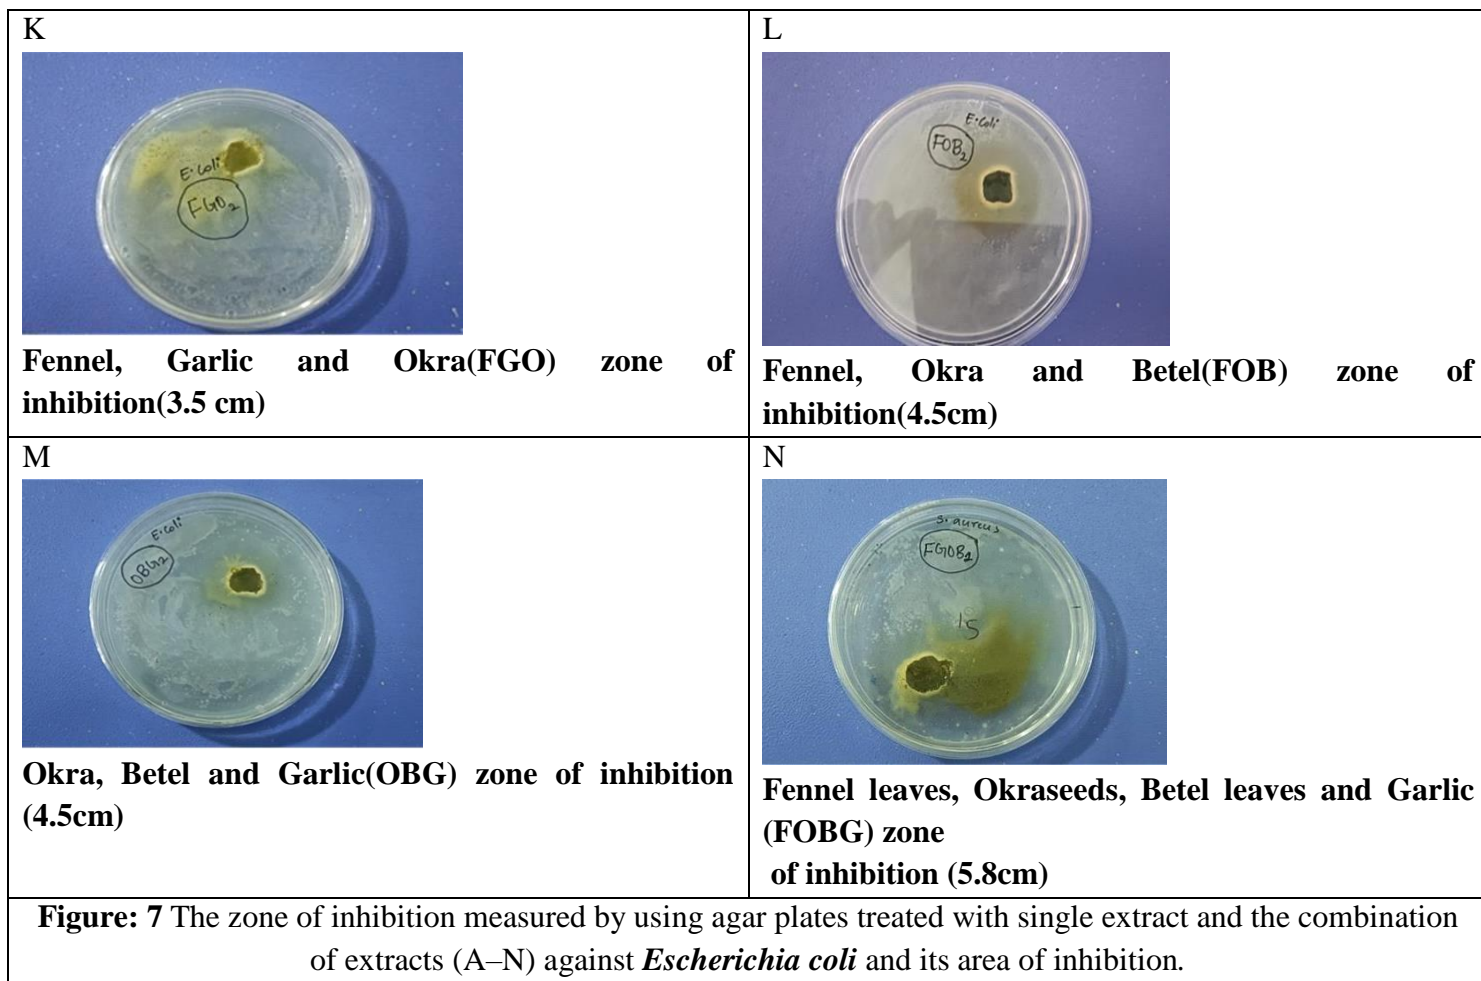 K
E·coli
FGO2
Fennel, Garlic and Okra(FGO) zone of
inhibition(3.5 cm)
L
E·coli
FOB2
Fennel, Okra and Betel(FOB) zone of
inhibition(4.5cm)
M
E·coli
OBG2
Okra, Betel and Garlic(OBG) zone of inhibition
(4.5cm)
N
S. aureus
FGOB2
Fennel leaves, Okraseeds, Betel leaves and Garlic
(FOBG) zone
of inhibition (5.8cm)
Figure: 7 The zone of inhibition measured by using agar plates treated with single extract and the combination
of extracts (A–N) against Escherichia coli and its area of inhibition.